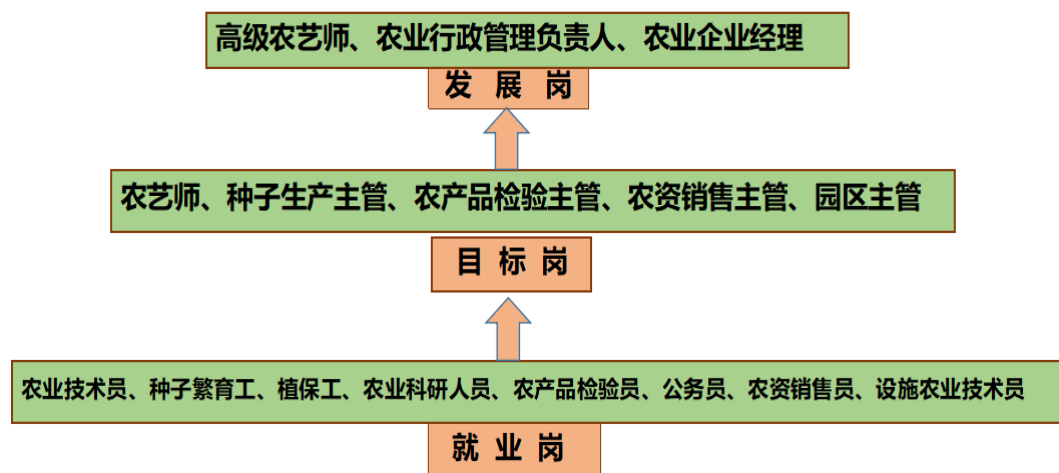 高级农艺师、农业行政管理负责人、农业企业经理
发 展 岗
农艺师、种子生产主管、农产品检验主管、农资销售主管、园区主管
目 标 岗
农业技术员、种子繁育工、植保工、农业科研人员、农产品检验员、公务员、农资销售员、设施农业技术员
就 业 岗